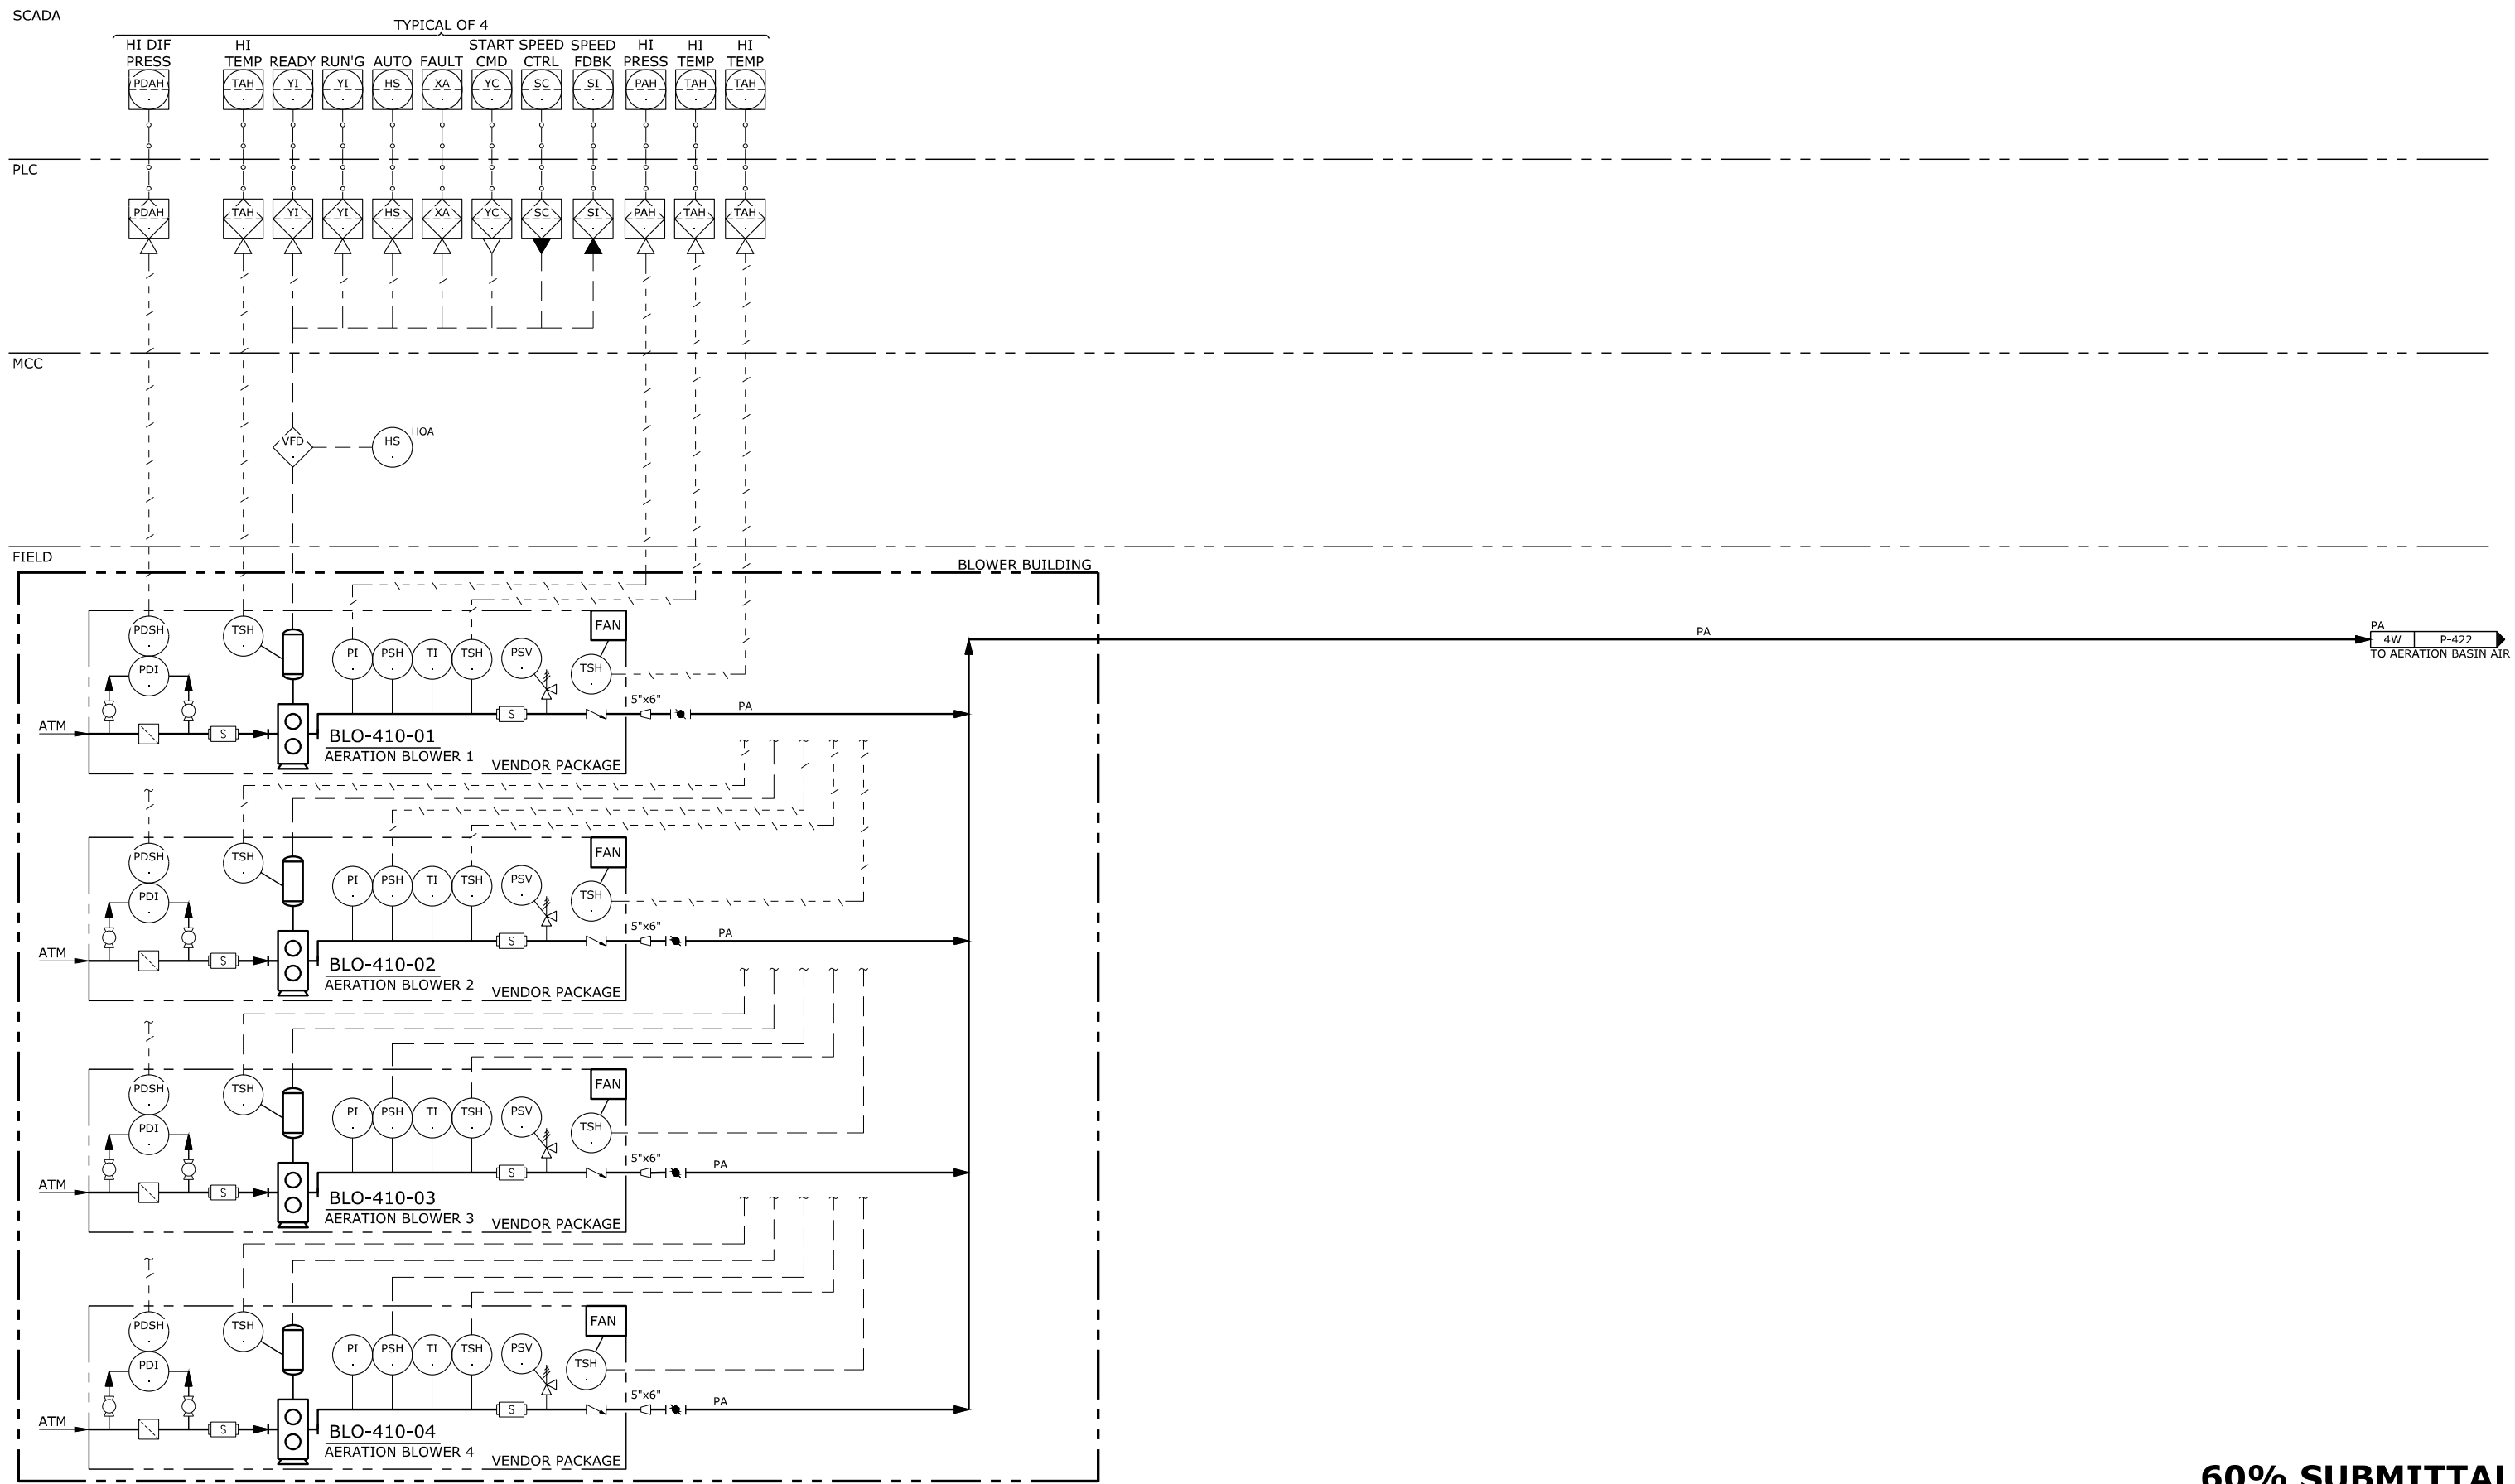 SCADA
TYPICAL OF 4
HI DIF PRESS
HI TEMP
READY
RUN'G
AUTO
FAULT
START CMD
SPEED CTRL
SPEED FDBK
HI PRESS
HI TEMP
HI TEMP
PDAH TAH YI YI HS XA YC SC SI PAH TAH TAH
PLC
PDAH TAH YI YI HS XA YC SC SI PAH TAH TAH
MCC
VFD HS HOA
FIELD
BLOWER BUILDING
PDSH TSH PI PSH TI TSH PSV FAN
PDI TSH
PA
PA
4W P-422
TO AERATION BASIN AIR
5"x6" PA
ATM S S
BLO-410-01
AERATION BLOWER 1
VENDOR PACKAGE
PDSH TSH PI PSH TI TSH PSV FAN
PDI TSH
5"x6" PA
ATM S S
BLO-410-02
AERATION BLOWER 2
VENDOR PACKAGE
PDSH TSH PI PSH TI TSH PSV FAN
PDI TSH
5"x6" PA
ATM S S
BLO-410-03
AERATION BLOWER 3
VENDOR PACKAGE
PDSH TSH PI PSH TI TSH PSV FAN
PDI TSH
5"x6" PA
ATM S S
BLO-410-04
AERATION BLOWER 4
VENDOR PACKAGE
60% SUBMITTAL